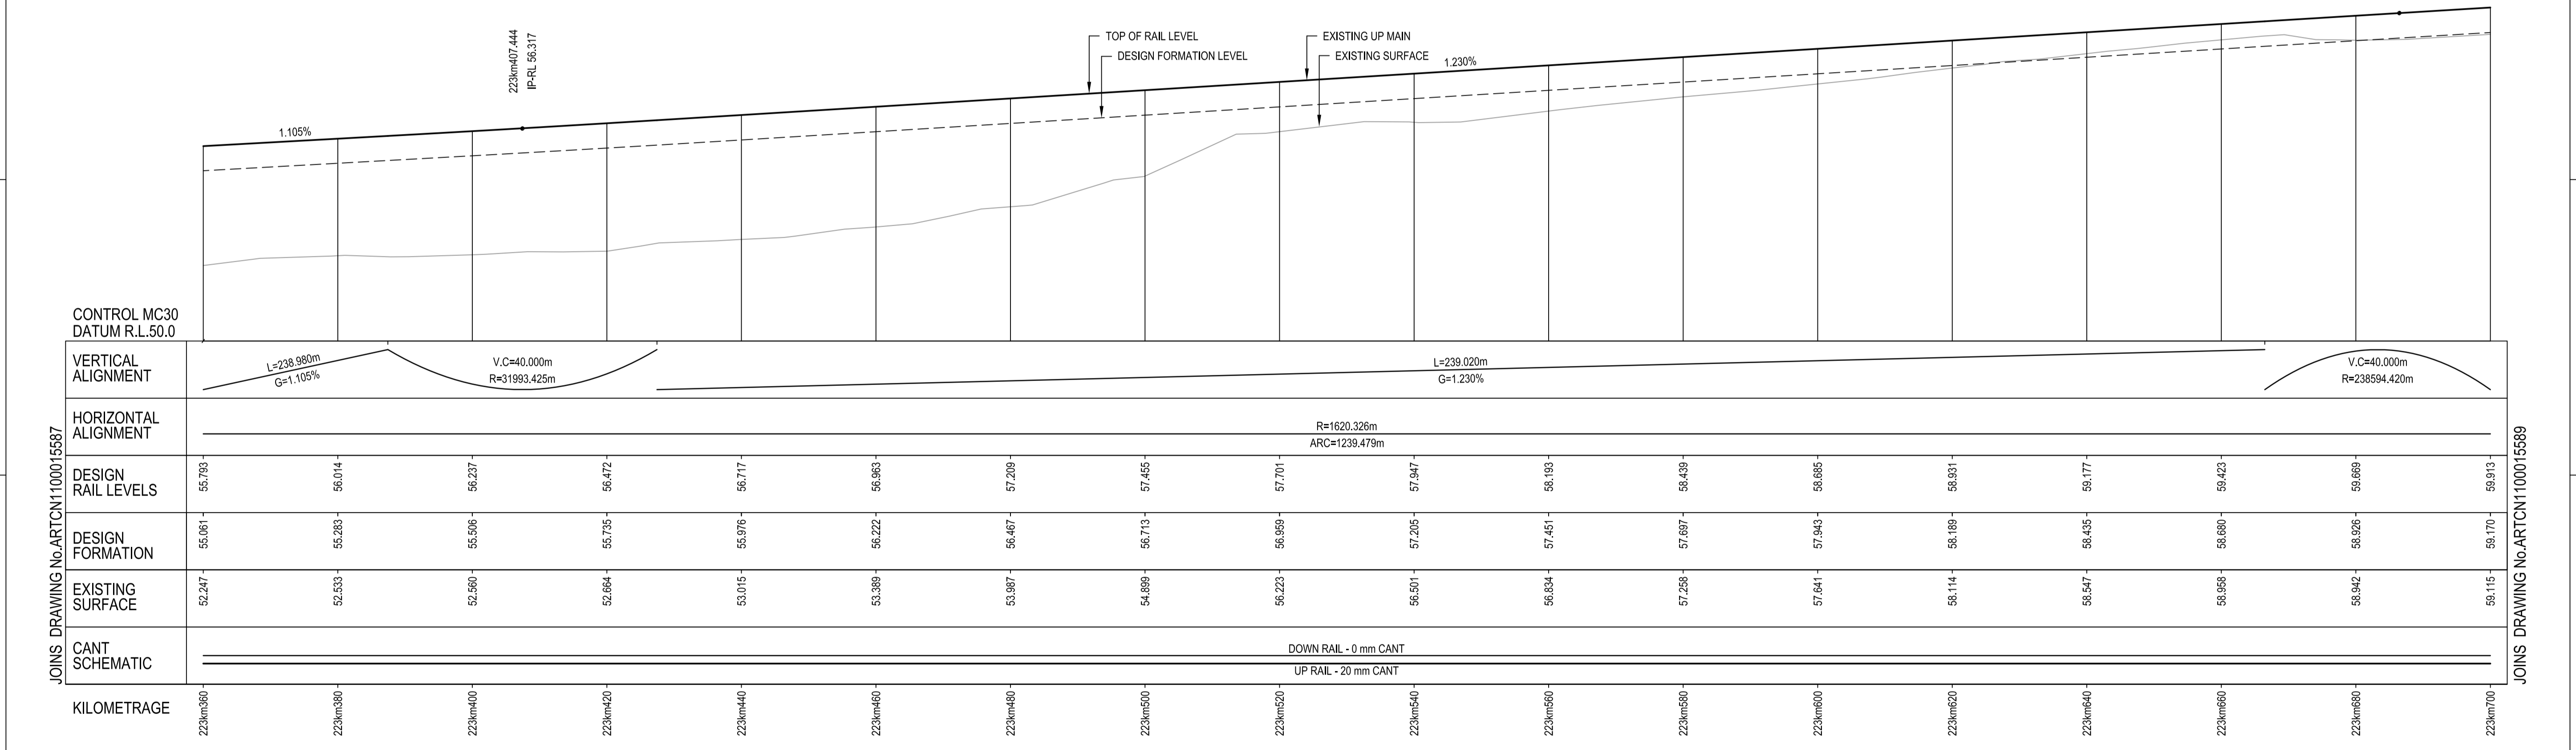 223km407.444
IP-RL 56.317
TOP OF RAIL LEVEL
DESIGN FORMATION LEVEL
EXISTING UP MAIN
EXISTING SURFACE
1.105%
1.230%
CONTROL MC30
DATUM R.L.50.0
VERTICAL
ALIGNMENT
L=238.980m
G=1.105%
V.C=40.000m
R=31993.425m
L=239.020m
G=1.230%
V.C=40.000m
R=238594.420m
HORIZONTAL
ALIGNMENT
R=1620.326m
ARC=1239.479m
DESIGN
RAIL LEVELS
55.793 56.014 56.237 56.472 56.717 56.963 57.209 57.455 57.701 57.947 58.193 58.439 58.685 58.931 59.177 59.423 59.669 59.913
DESIGN
FORMATION
55.061 55.283 55.506 55.735 55.976 56.222 56.467 56.713 56.959 57.205 57.451 57.697 57.943 58.189 58.435 58.680 58.926 59.170
EXISTING
SURFACE
52.247 52.533 52.560 52.664 53.015 53.389 53.987 54.899 56.223 56.501 56.834 57.258 57.641 58.114 58.547 58.958 58.942 59.115
CANT
SCHEMATIC
DOWN RAIL - 0 mm CANT
UP RAIL - 20 mm CANT
KILOMETRAGE
223km360 223km380 223km400 223km420 223km440 223km460 223km480 223km500 223km520 223km540 223km560 223km580 223km600 223km620 223km640 223km660 223km680 223km700
JOINS DRAWING No.ARTCN1100015587
JOINS DRAWING No.ARTCN1100015589